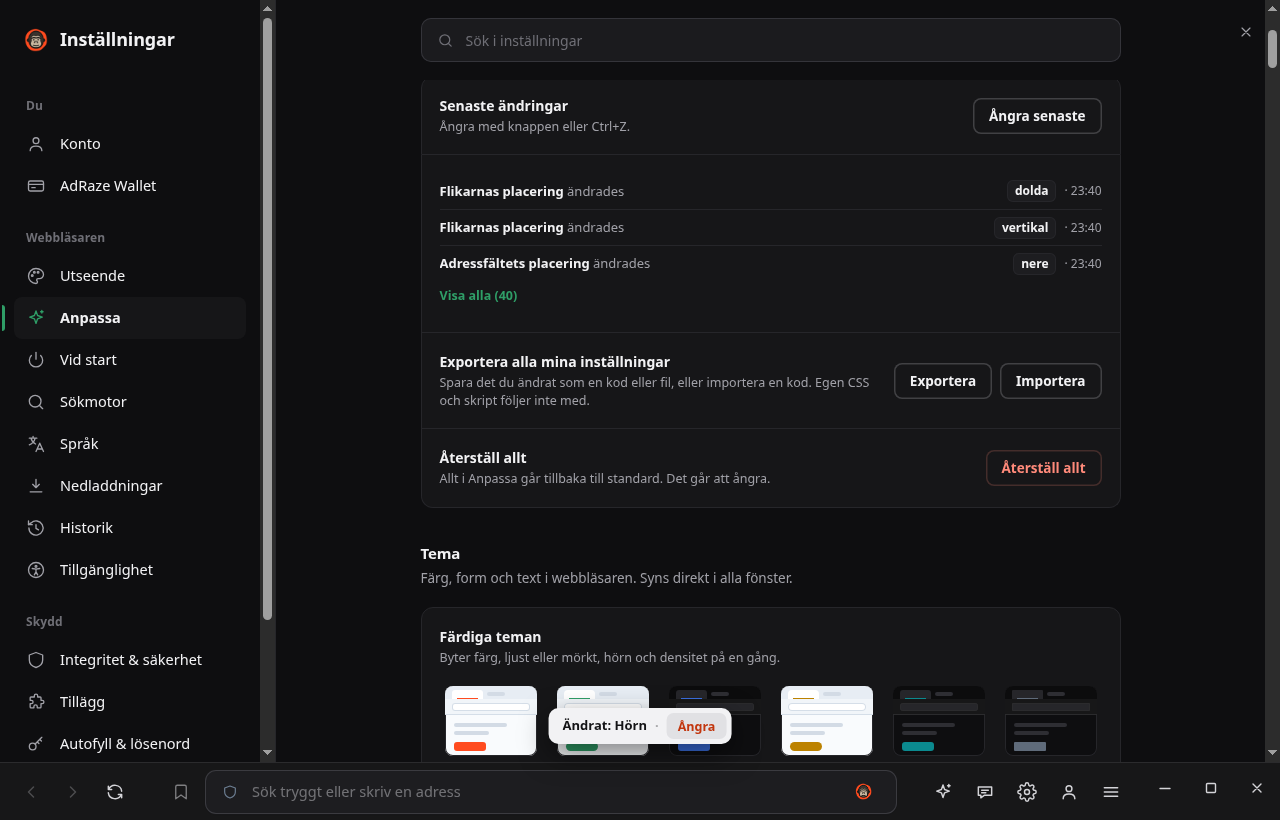 Inställningar
Du
Konto
AdRaze Wallet
Webbläsaren
Utseende
Anpassa
Vid start
Sökmotor
Språk
Nedladdningar
Historik
Tillgänglighet
Skydd
Integritet & säkerhet
Tillägg
Autofyll & lösenord
Sök i inställningar
Senaste ändringar
Ångra med knappen eller Ctrl+Z.
Ångra senaste
Flikarnas placering ändrades dolda · 23:40
Flikarnas placering ändrades vertikal · 23:40
Adressfältets placering ändrades nere · 23:40
Visa alla (40)
Exportera alla mina inställningar
Spara det du ändrat som en kod eller fil, eller importera en kod. Egen CSS
och skript följer inte med.
Exportera Importera
Återställ allt
Allt i Anpassa går tillbaka till standard. Det går att ångra.
Återställ allt
Tema
Färg, form och text i webbläsaren. Syns direkt i alla fönster.
Färdiga teman
Byter färg, ljust eller mörkt, hörn och densitet på en gång.
Ändrat: Hörn · Ångra
Sök tryggt eller skriv en adress